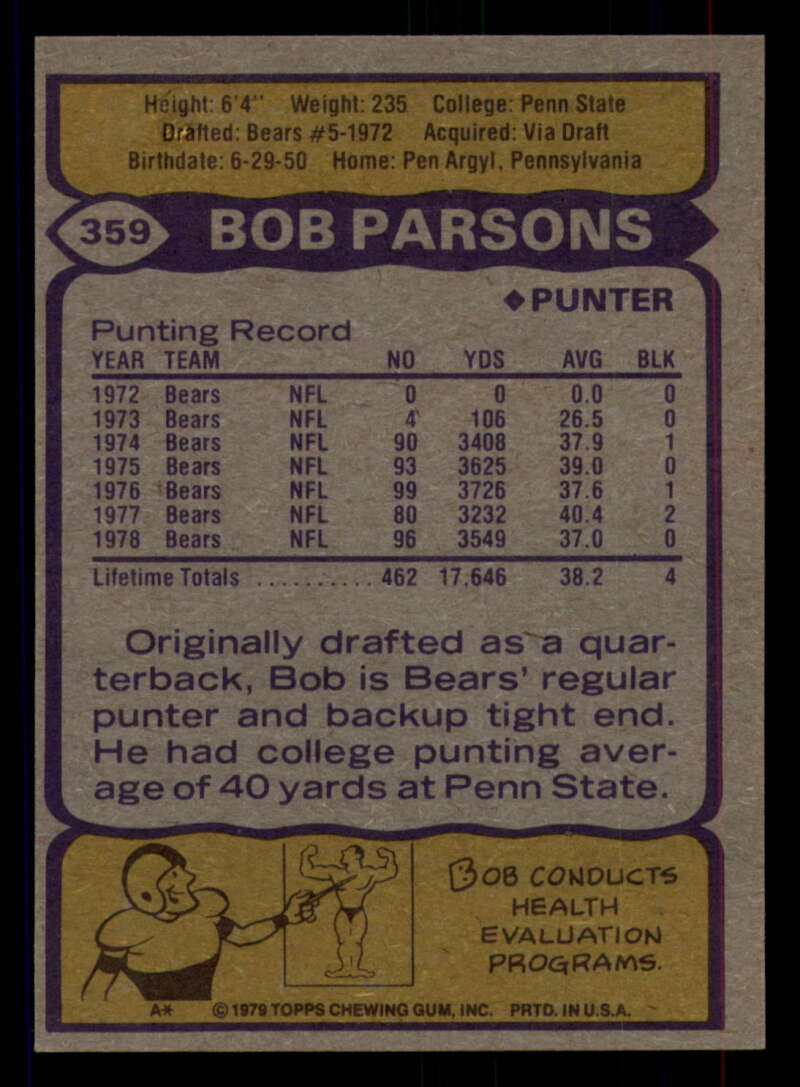 Height: 6'4" Weight: 235 College: Penn State
Drafted: Bears #5-1972 Acquired: Via Draft
Birthdate: 6-29-50 Home: Pen Argyl, Pennsylvania
359 BOB PARSONS
◆PUNTER
Punting Record
YEAR TEAM NO YDS AVG BLK
1972 Bears NFL 0 0 0.0 0
1973 Bears NFL 4 106 26.5 0
1974 Bears NFL 90 3408 37.9 1
1975 Bears NFL 93 3625 39.0 0
1976 Bears NFL 99 3726 37.6 1
1977 Bears NFL 80 3232 40.4 2
1978 Bears NFL 96 3549 37.0 0
Lifetime Totals .......... 462 17,646 38.2 4
Originally drafted as a quar-
terback, Bob is Bears' regular
punter and backup tight end.
He had college punting aver-
age of 40 yards at Penn State.
BOB CONDUCTS
HEALTH
EVALUATION
PROGRAMS.
A* © 1979 TOPPS CHEWING GUM, INC. PRTD. IN U.S.A.